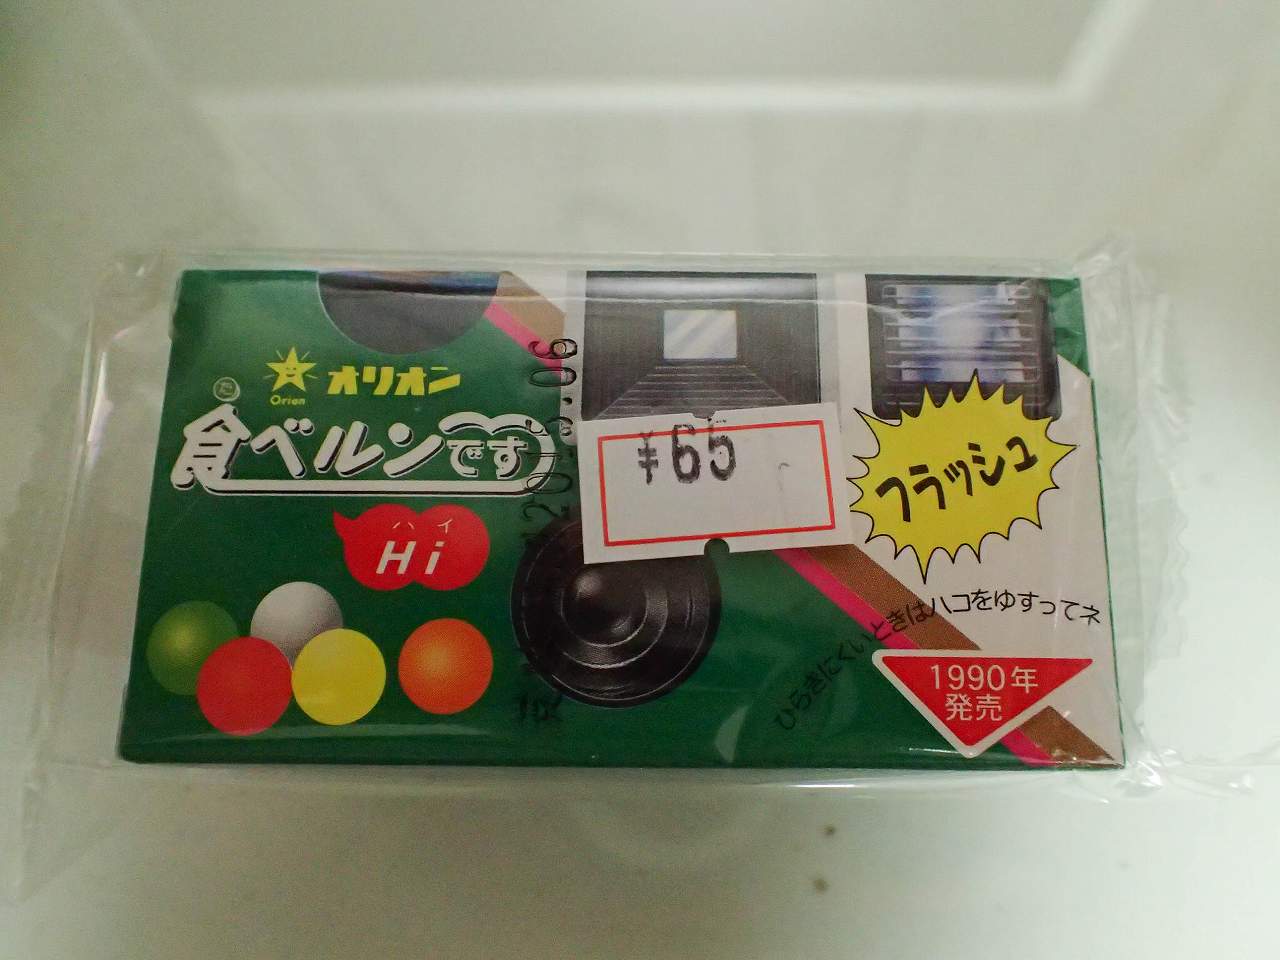 Orion
オリオン
た
食べルンです
ハイ
Hi
¥65
フラッシュ
ひらきにくいときはハコをゆすってネ
1990年
発売